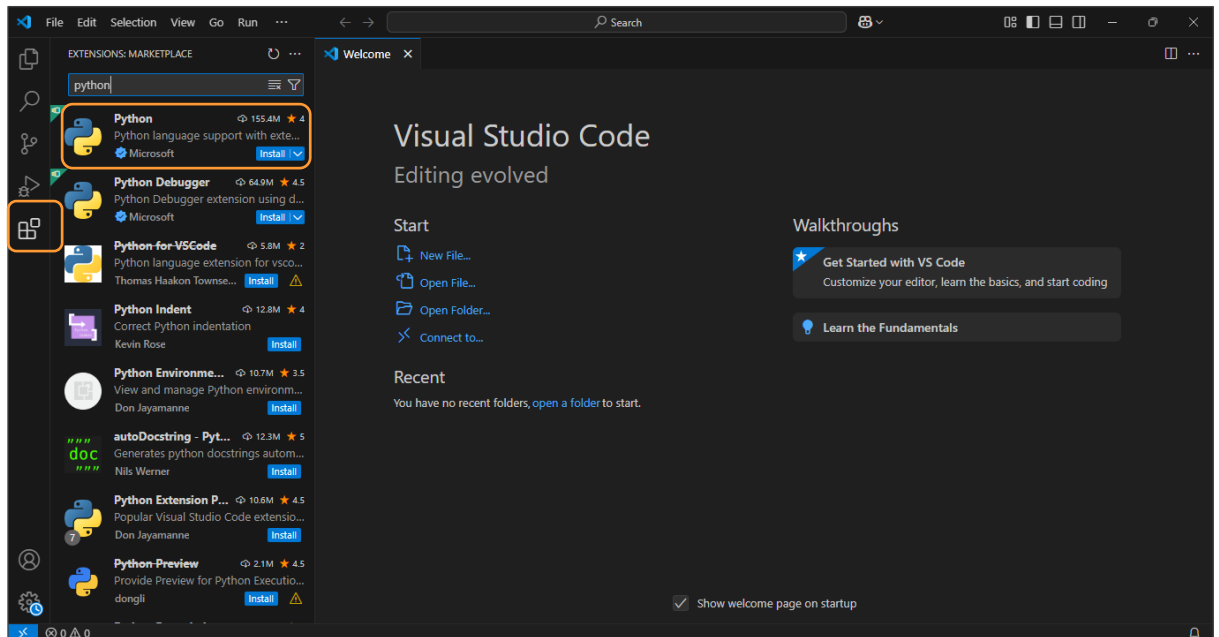 File Edit Selection View Go Run ···
Search
EXTENSIONS: MARKETPLACE
python
Python 155.4M 4
Python language support with exte...
Microsoft Install
Python Debugger 64.9M 4.5
Python Debugger extension using d...
Microsoft Install
Python for VSCode 5.8M 2
Python language extension for vsco...
Thomas Haakon Townse... Install
Python Indent 12.8M 4
Correct Python indentation
Kevin Rose Install
Python Environme... 10.7M 3.5
View and manage Python environm...
Don Jayamanne Install
autoDocstring - Pyt... 12.3M 5
Generates python docstrings autom...
Nils Werner Install
""" doc """
Python Extension P... 10.6M 4.5
Popular Visual Studio Code extensio...
Don Jayamanne Install
7
Python Preview 2.1M 4.5
Provide Preview for Python Executio...
dongli Install
0 0
Welcome
Visual Studio Code
Editing evolved
Start
New File...
Open File...
Open Folder...
Connect to...
Recent
You have no recent folders, open a folder to start.
Walkthroughs
Get Started with VS Code
Customize your editor, learn the basics, and start coding
Learn the Fundamentals
Show welcome page on startup